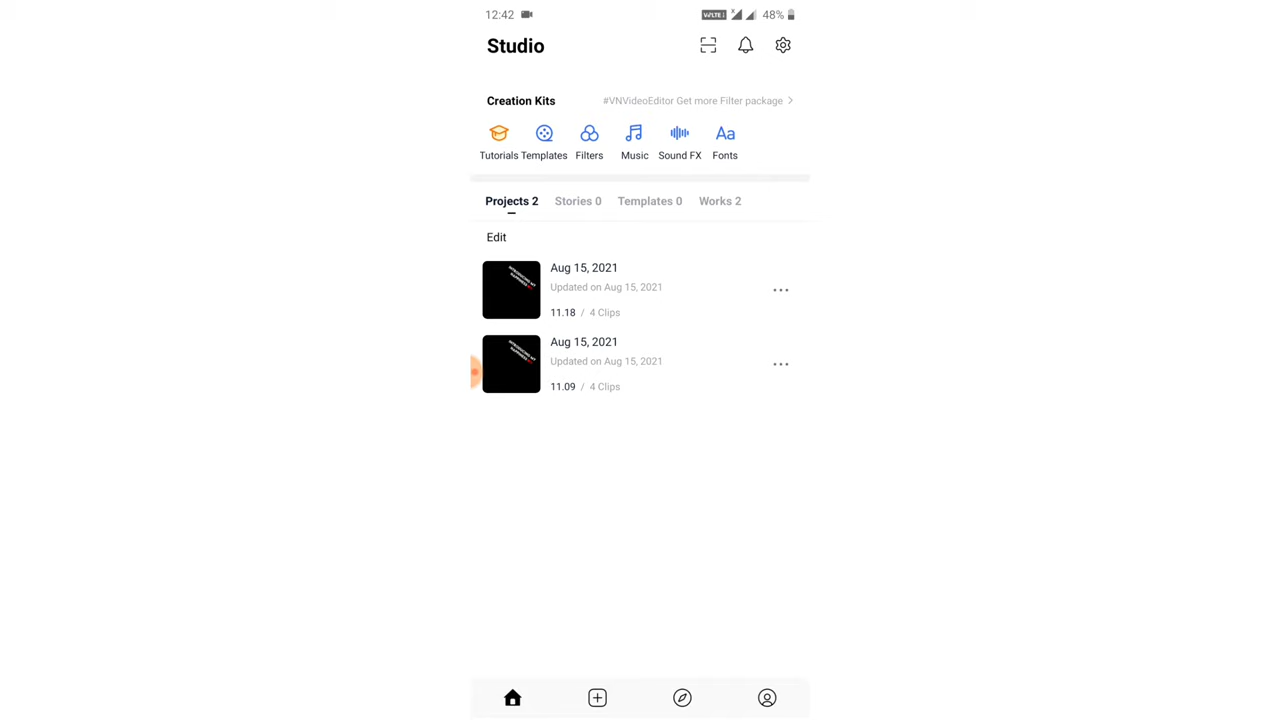 12:42 VoLTE x 48%
Studio
Creation Kits #VNVideoEditor Get more Filter package
Tutorials Templates Filters Music Sound FX Fonts
Aa
Projects 2 Stories 0 Templates 0 Works 2
Edit
Aug 15, 2021
Updated on Aug 15, 2021
11.18 / 4 Clips
Aug 15, 2021
Updated on Aug 15, 2021
11.09 / 4 Clips